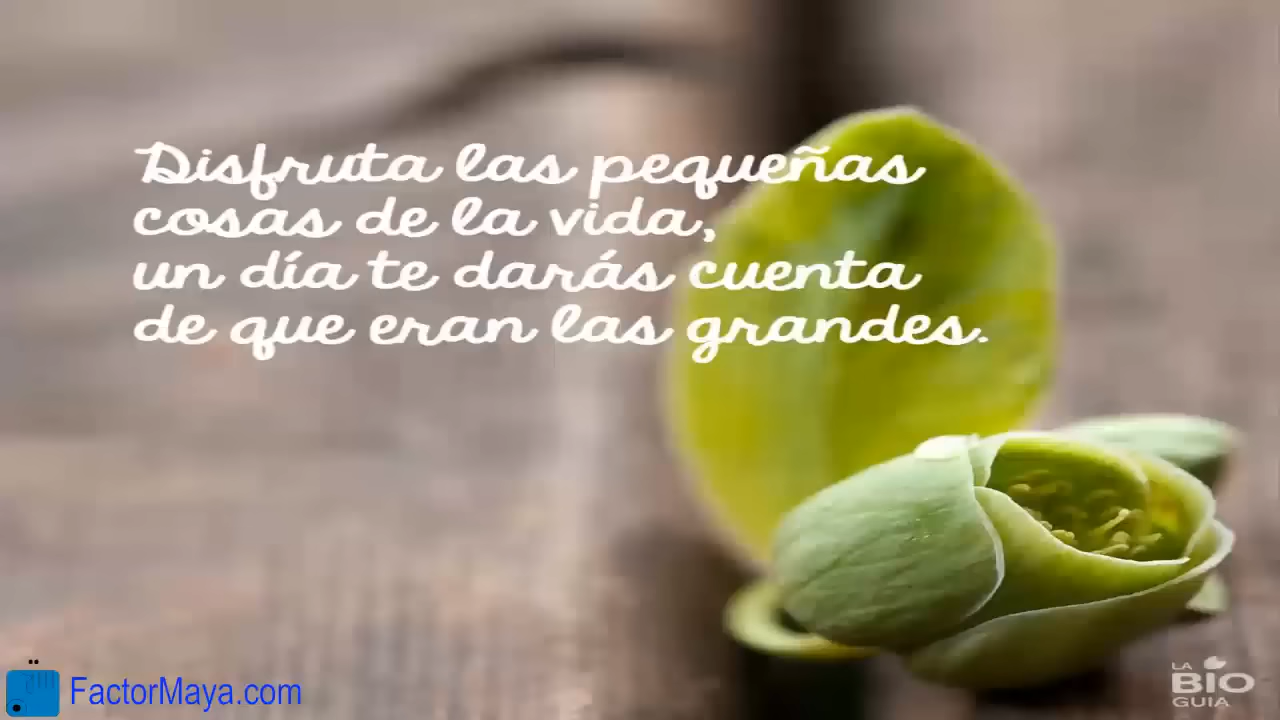 Disfruta las pequeñas
cosas de la vida,
un día te darás cuenta
de que eran las grandes.
FactorMaya.com
LA
BIO
GUIA